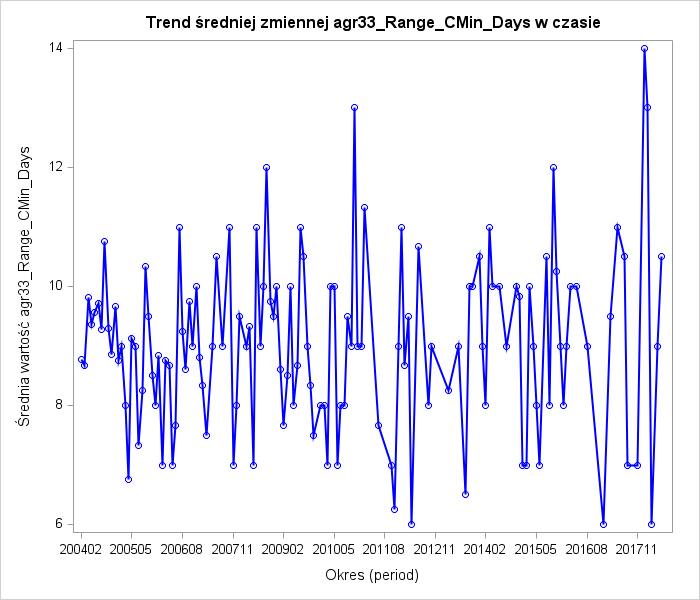 Trend średniej zmiennej agr33_Range_CMin_Days w czasie
Średnia wartość agr33_Range_CMin_Days
14
12
10
8
6
200402 200505 200608 200711 200902 201005 201108 201211 201402 201505 201608 201711
Okres (period)